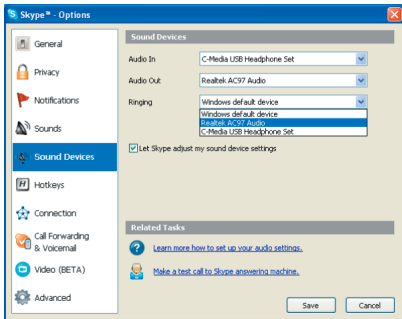 Skype™ - Options
General
Privacy
Notifications
Sounds
Sound Devices
Hotkeys
Connection
Call Forwarding
& Voicemail
Video (BETA)
Advanced
Sound Devices
Audio In C-Media USB Headphone Set
Audio Out Realtek AC97 Audio
Ringing Windows default device
Windows default device
Realtek AC97 Audio
C-Media USB Headphone Set
Let Skype adjust my sound device settings
Related Tasks
Learn more how to set up your audio settings.
Make a test call to Skype answering machine.
Save Cancel